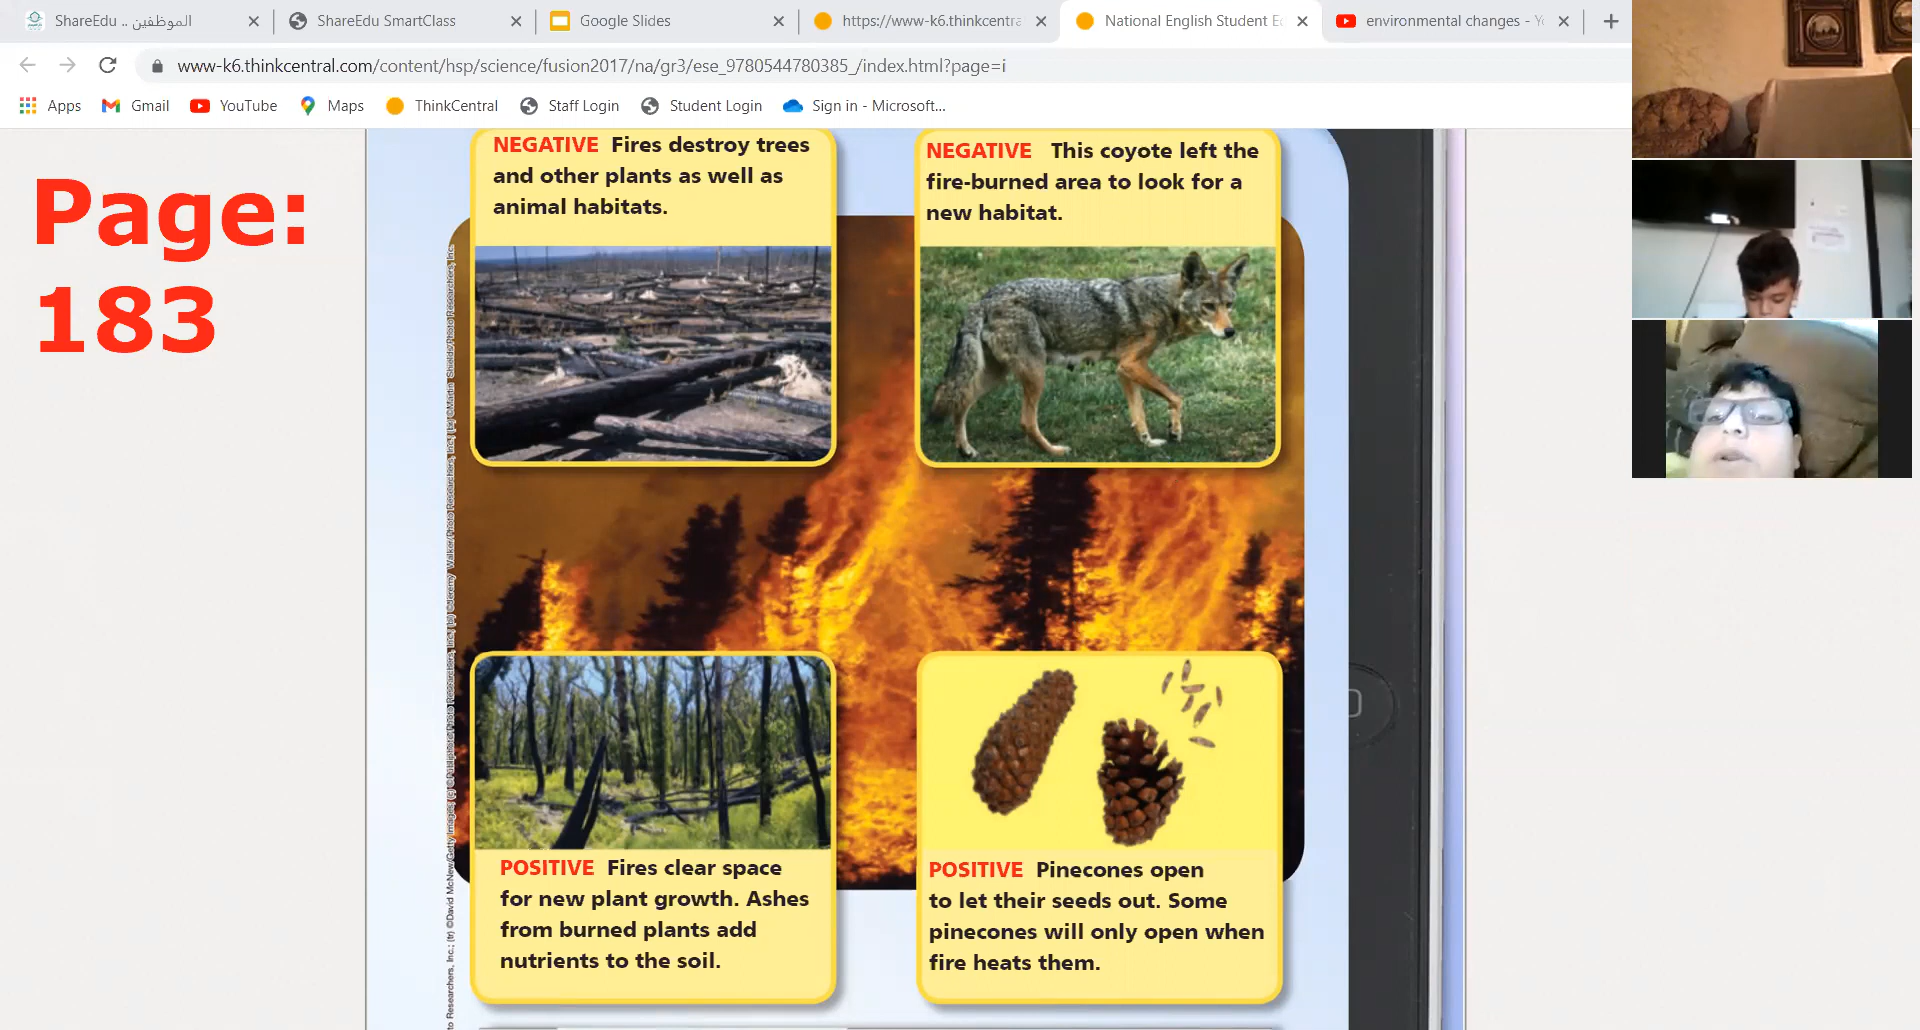 ShareEdu .. الموظفين
ShareEdu SmartClass
Google Slides
https://www-k6.thinkcentra
National English Student Ed
environmental changes - Yo
www-k6.thinkcentral.com/content/hsp/science/fusion2017/na/gr3/ese_9780544780385_/index.html?page=i
Apps
Gmail
YouTube
Maps
ThinkCentral
Staff Login
Student Login
Sign in - Microsoft...
Page:
183
NEGATIVE Fires destroy trees
and other plants as well as
animal habitats.
NEGATIVE This coyote left the
fire-burned area to look for a
new habitat.
POSITIVE Fires clear space
for new plant growth. Ashes
from burned plants add
nutrients to the soil.
POSITIVE Pinecones open
to let their seeds out. Some
pinecones will only open when
fire heats them.